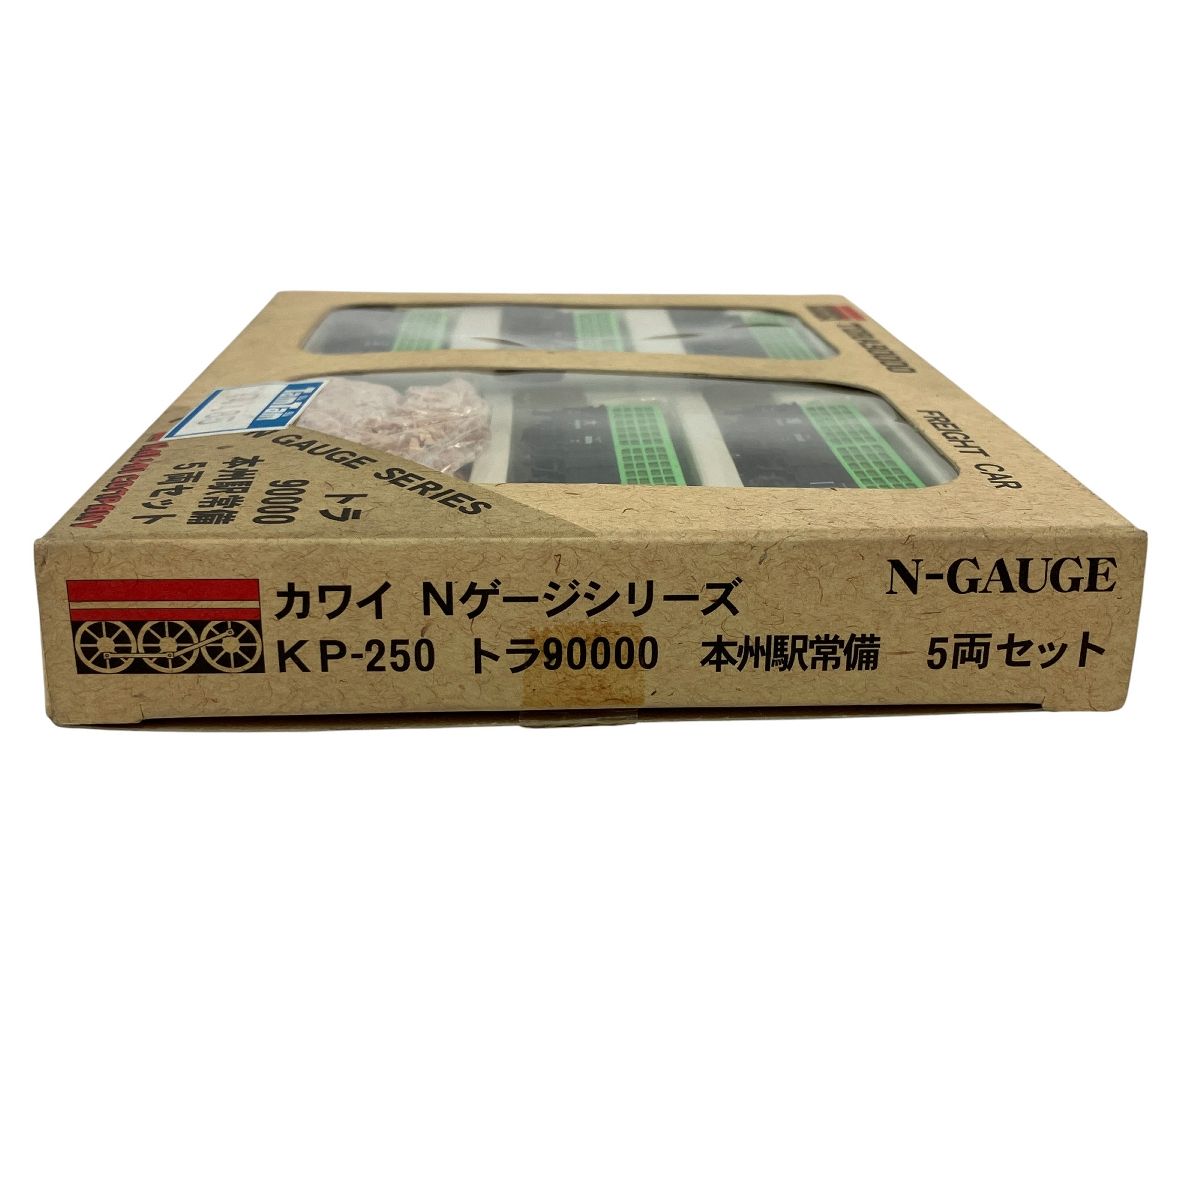 TORA90000
FREIGHT CAR
TamTam
N GAUGE SERIES
トラ
90000
本州駅常備
5両セット
カワイ Nゲージシリーズ
N-GAUGE
KP-250 トラ90000 本州駅常備 5両セット